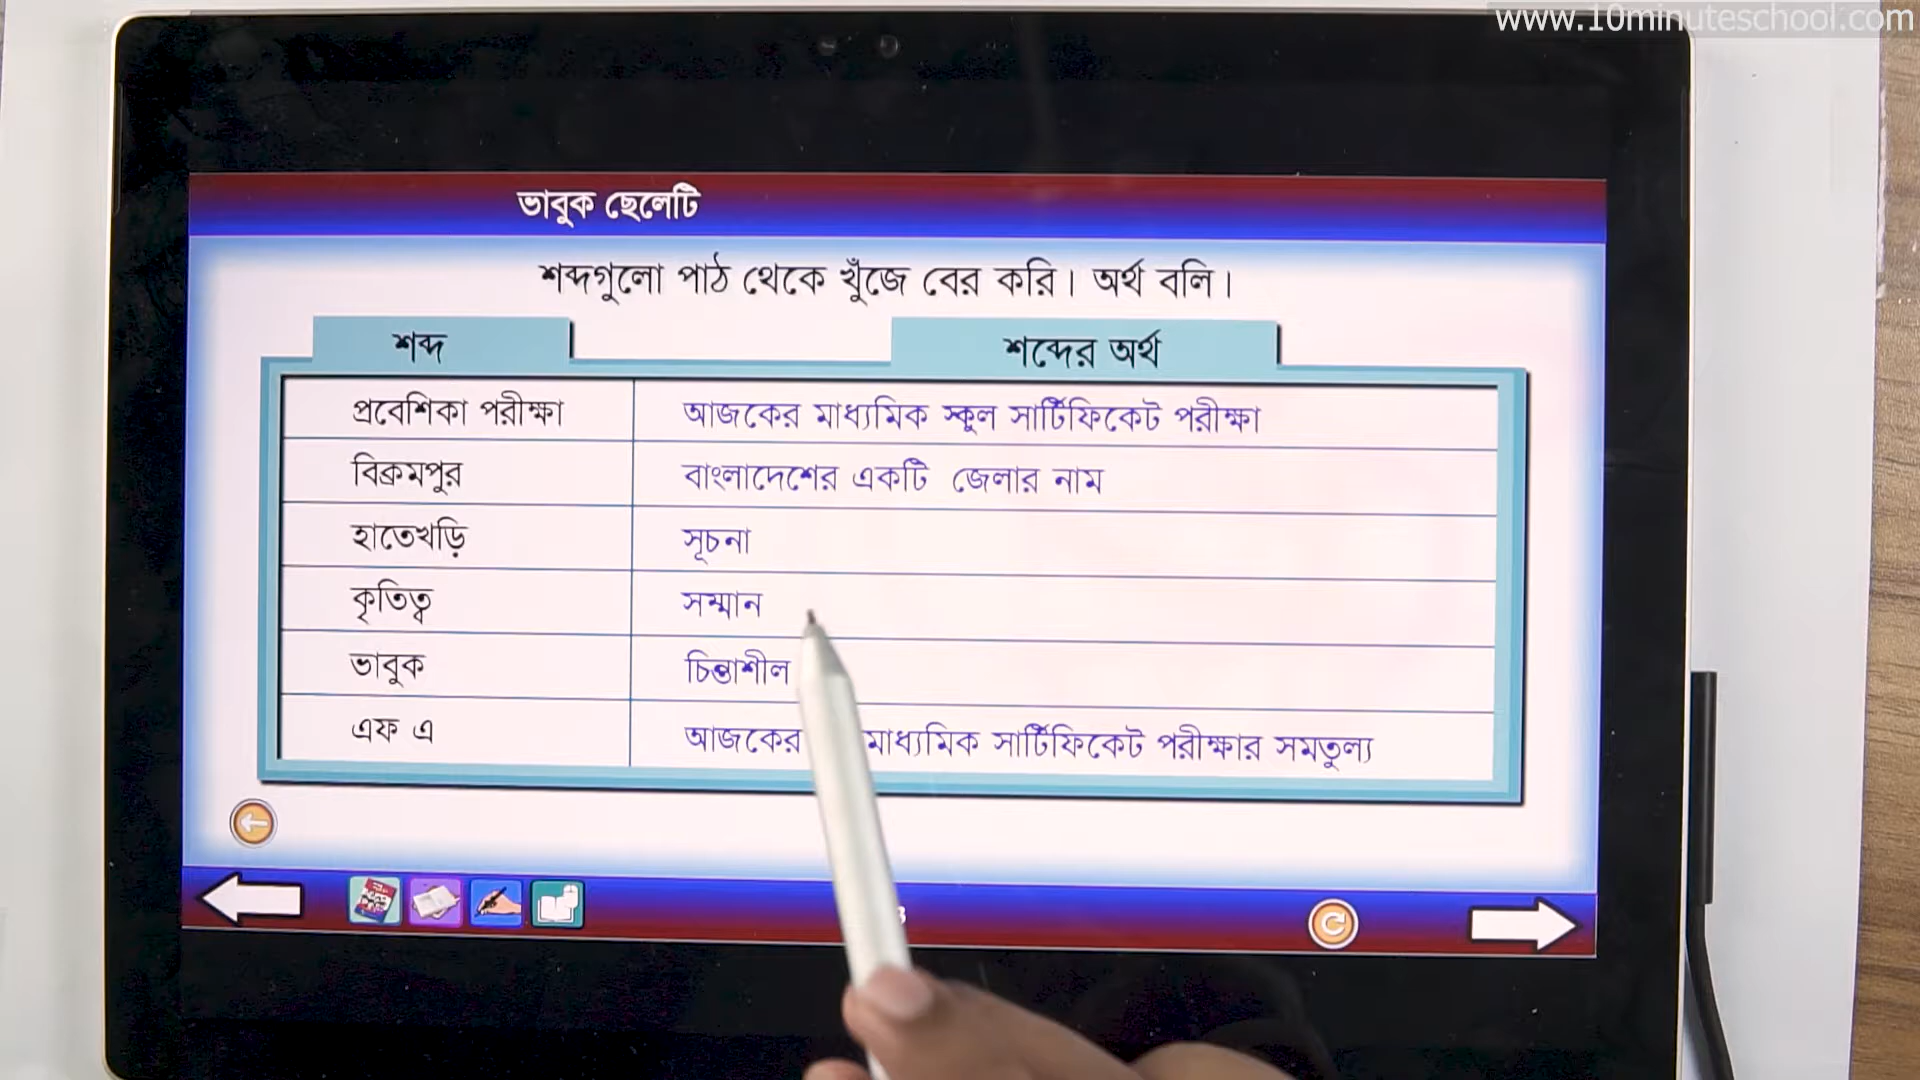 www.10minuteschool.com
ভাবুক ছেলেটি
শব্দগুলো পাঠ থেকে খুঁজে বের করি। অর্থ বলি।
শব্দ শব্দের অর্থ
প্রবেশিকা পরীক্ষা আজকের মাধ্যমিক স্কুল সার্টিফিকেট পরীক্ষা
বিক্রমপুর বাংলাদেশের একটি জেলার নাম
হাতেখড়ি সূচনা
কৃতিত্ব সম্মান
ভাবুক চিন্তাশীল
এফ এ আজকের মাধ্যমিক সার্টিফিকেট পরীক্ষার সমতুল্য